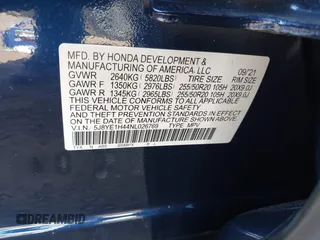 MFD. BY HONDA DEVELOPMENT &
MANUFACTURING OF AMERICA, LLC 09/21
GVWR 2640KG 5820LBS TIRE SIZE RIM SIZE
GAWR F 1350KG 2976LBS 255/50R20 105H 20X9.0J
GAWR R 1345KG 2965LBS 255/50R20 105H 20X9.0J
THIS VEHICLE CONFORMS TO ALL APPLICABLE
FEDERAL MOTOR VEHICLE SAFETY
AND THEFT PREVENTION STANDARDS IN EFFECT
ON THE DATE OF MANUFACTURE SHOWN ABOVE.
V.I.N. 5J8YE1H44NL026769 TYPE: MPV
DREAMBID